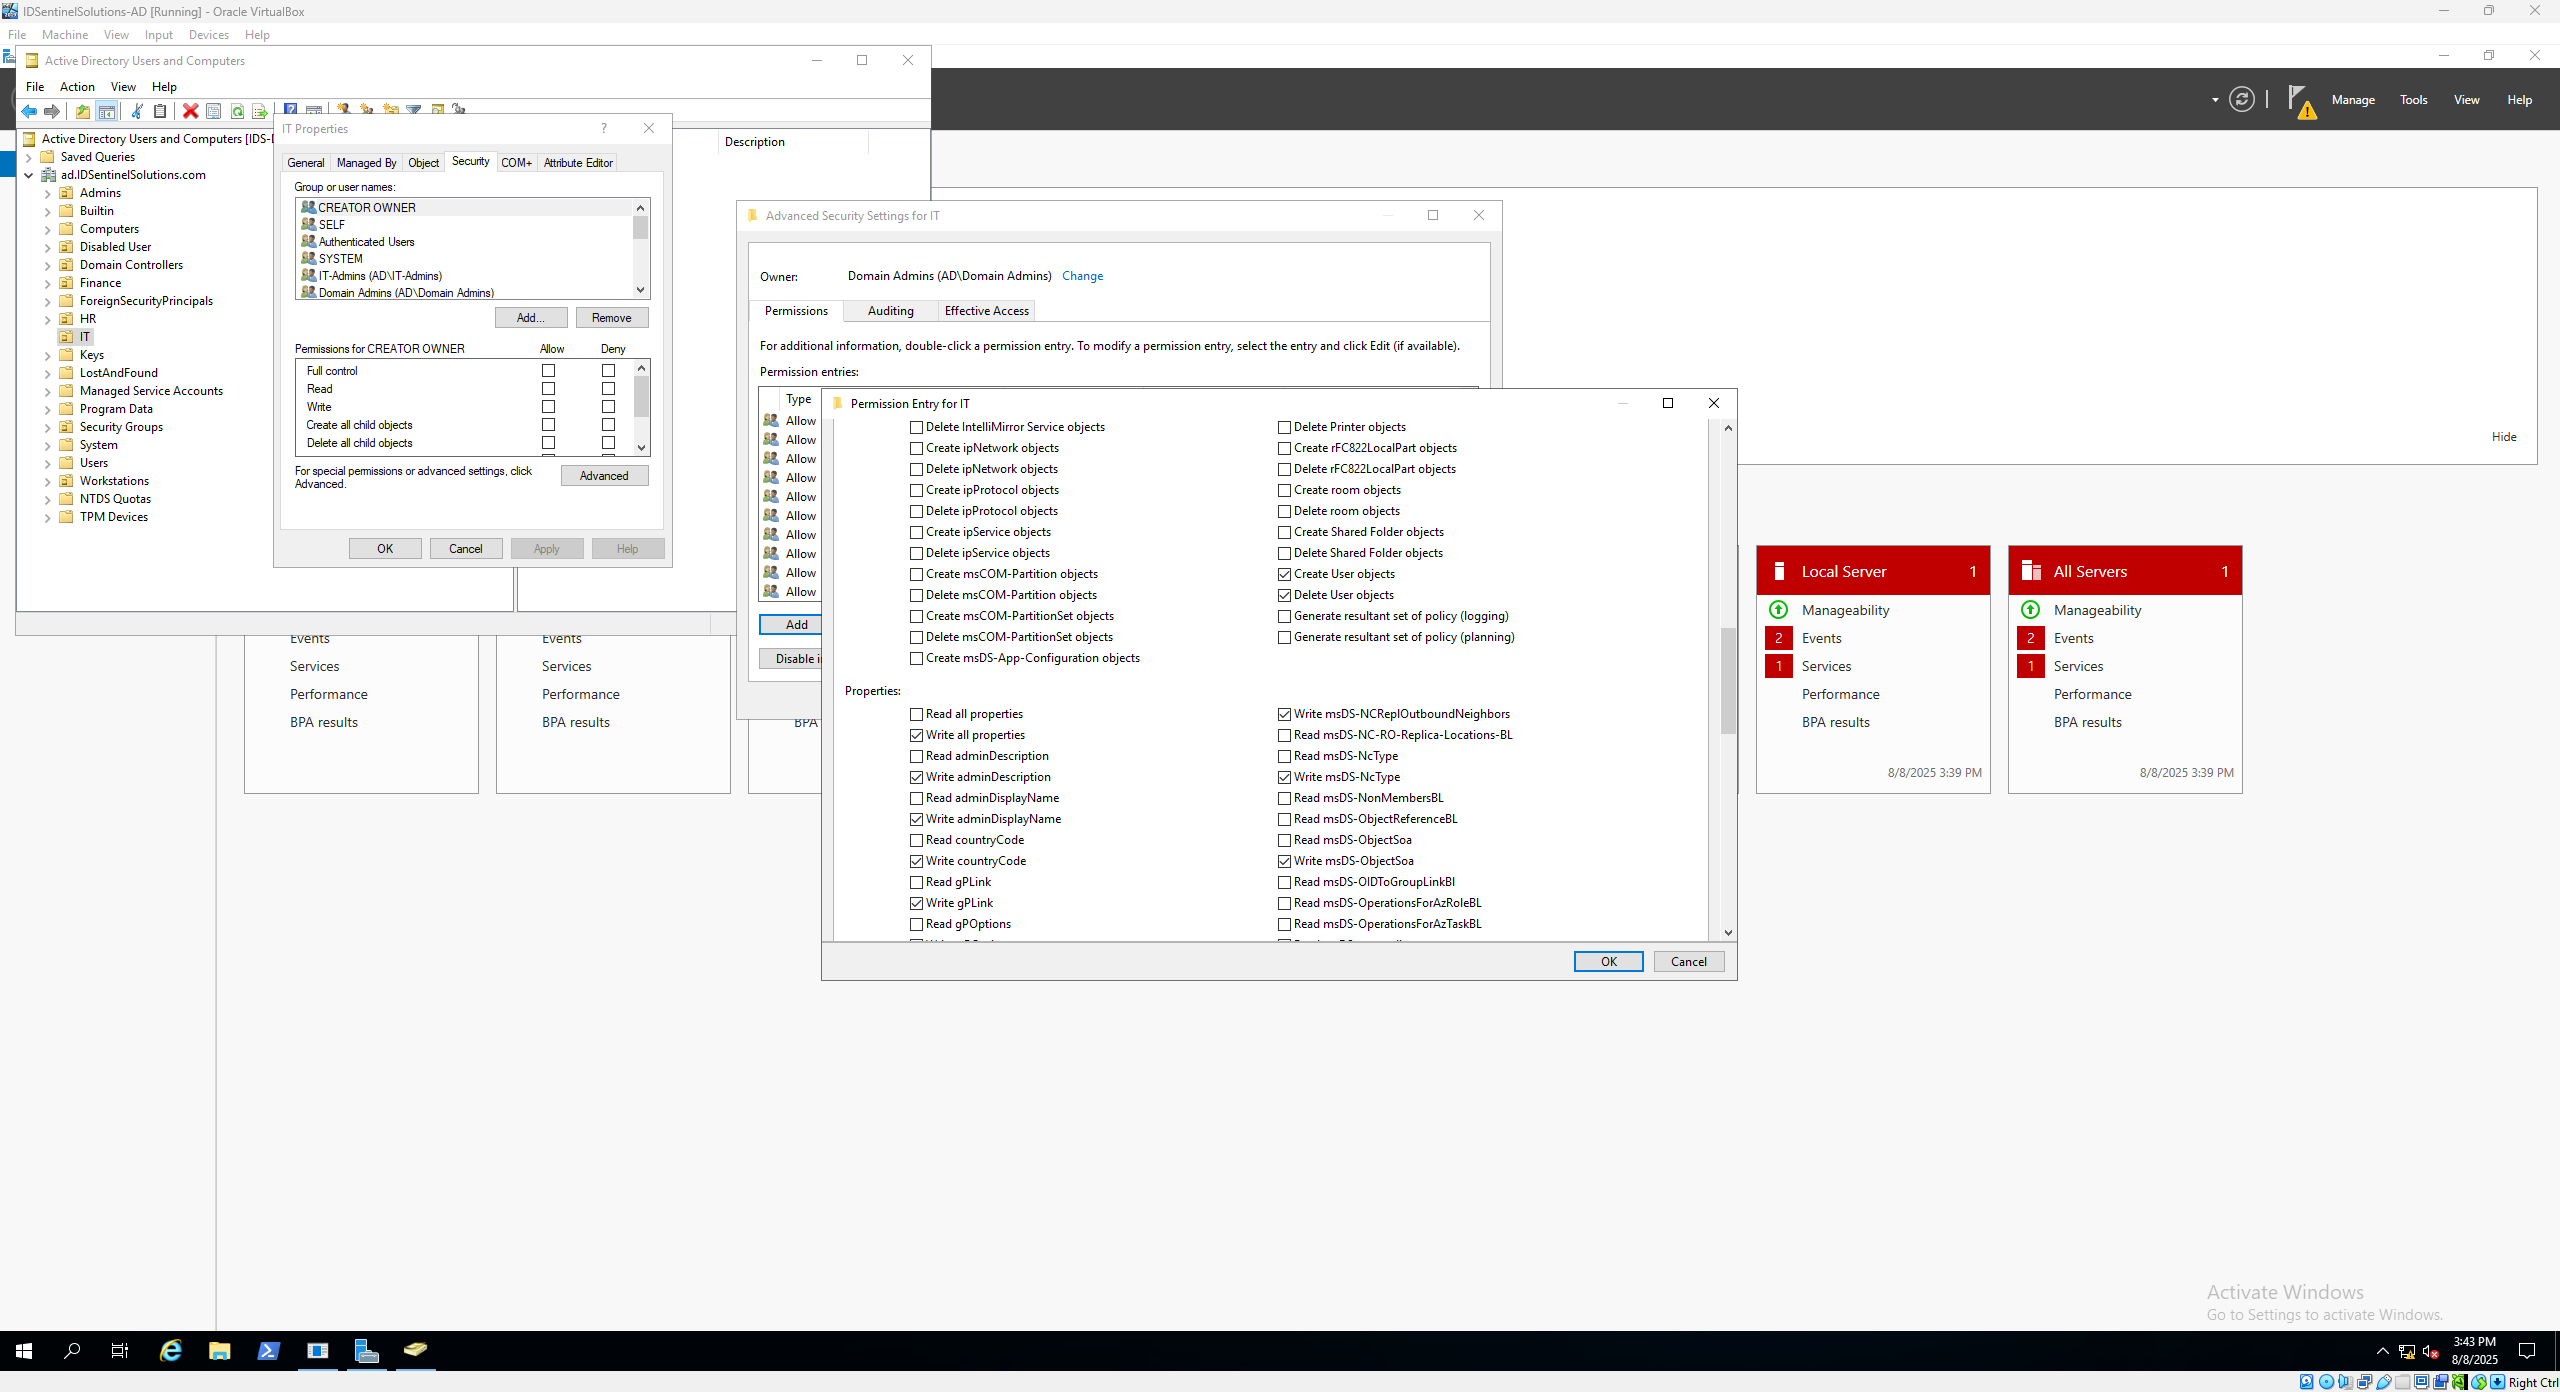 IDSentinelSolutions-AD [Running] - Oracle VirtualBox
File Machine View Input Devices Help
Active Directory Users and Computers
File Action View Help
Manage Tools View Help
Active Directory Users and Computers [IDS-
Saved Queries
ad.IDSentinelSolutions.com
Admins
Builtin
Computers
Disabled User
Domain Controllers
Finance
ForeignSecurityPrincipals
HR
IT
Keys
LostAndFound
Managed Service Accounts
Program Data
Security Groups
System
Users
Workstations
NTDS Quotas
TPM Devices
Description
IT Properties
General Managed By Object Security COM+ Attribute Editor
Group or user names:
CREATOR OWNER
SELF
Authenticated Users
SYSTEM
IT-Admins (AD\IT-Admins)
Domain Admins (AD\Domain Admins)
Add... Remove
Permissions for CREATOR OWNER Allow Deny
Full control
Read
Write
Create all child objects
Delete all child objects
For special permissions or advanced settings, click
Advanced.
Advanced
OK Cancel Apply Help
Advanced Security Settings for IT
Owner: Domain Admins (AD\Domain Admins) Change
Permissions Auditing Effective Access
For additional information, double-click a permission entry. To modify a permission entry, select the entry and click Edit (if available).
Permission entries:
Type
Allow
Allow
Allow
Allow
Allow
Allow
Allow
Allow
Allow
Allow
Add
Disable i
Permission Entry for IT
Delete IntelliMirror Service objects
Create ipNetwork objects
Delete ipNetwork objects
Create ipProtocol objects
Delete ipProtocol objects
Create ipService objects
Delete ipService objects
Create msCOM-Partition objects
Delete msCOM-Partition objects
Create msCOM-PartitionSet objects
Delete msCOM-PartitionSet objects
Create msDS-App-Configuration objects
Delete Printer objects
Create rFC822LocalPart objects
Delete rFC822LocalPart objects
Create room objects
Delete room objects
Create Shared Folder objects
Delete Shared Folder objects
Create User objects
Delete User objects
Generate resultant set of policy (logging)
Generate resultant set of policy (planning)
Properties:
Read all properties
Write all properties
Read adminDescription
Write adminDescription
Read adminDisplayName
Write adminDisplayName
Read countryCode
Write countryCode
Read gPLink
Write gPLink
Read gPOptions
Write msDS-NCReplOutboundNeighbors
Read msDS-NC-RO-Replica-Locations-BL
Read msDS-NcType
Write msDS-NcType
Read msDS-NonMembersBL
Read msDS-ObjectReferenceBL
Read msDS-ObjectSoa
Write msDS-ObjectSoa
Read msDS-OIDToGroupLinkBl
Read msDS-OperationsForAzRoleBL
Read msDS-OperationsForAzTaskBL
OK Cancel
Hide
Events
Services
Performance
BPA results
Events
Services
Performance
BPA results
BPA
Local Server 1
Manageability
2 Events
1 Services
Performance
BPA results
8/8/2025 3:39 PM
All Servers 1
Manageability
2 Events
1 Services
Performance
BPA results
8/8/2025 3:39 PM
Activate Windows
Go to Settings to activate Windows.
3:43 PM
8/8/2025
Right Ctrl